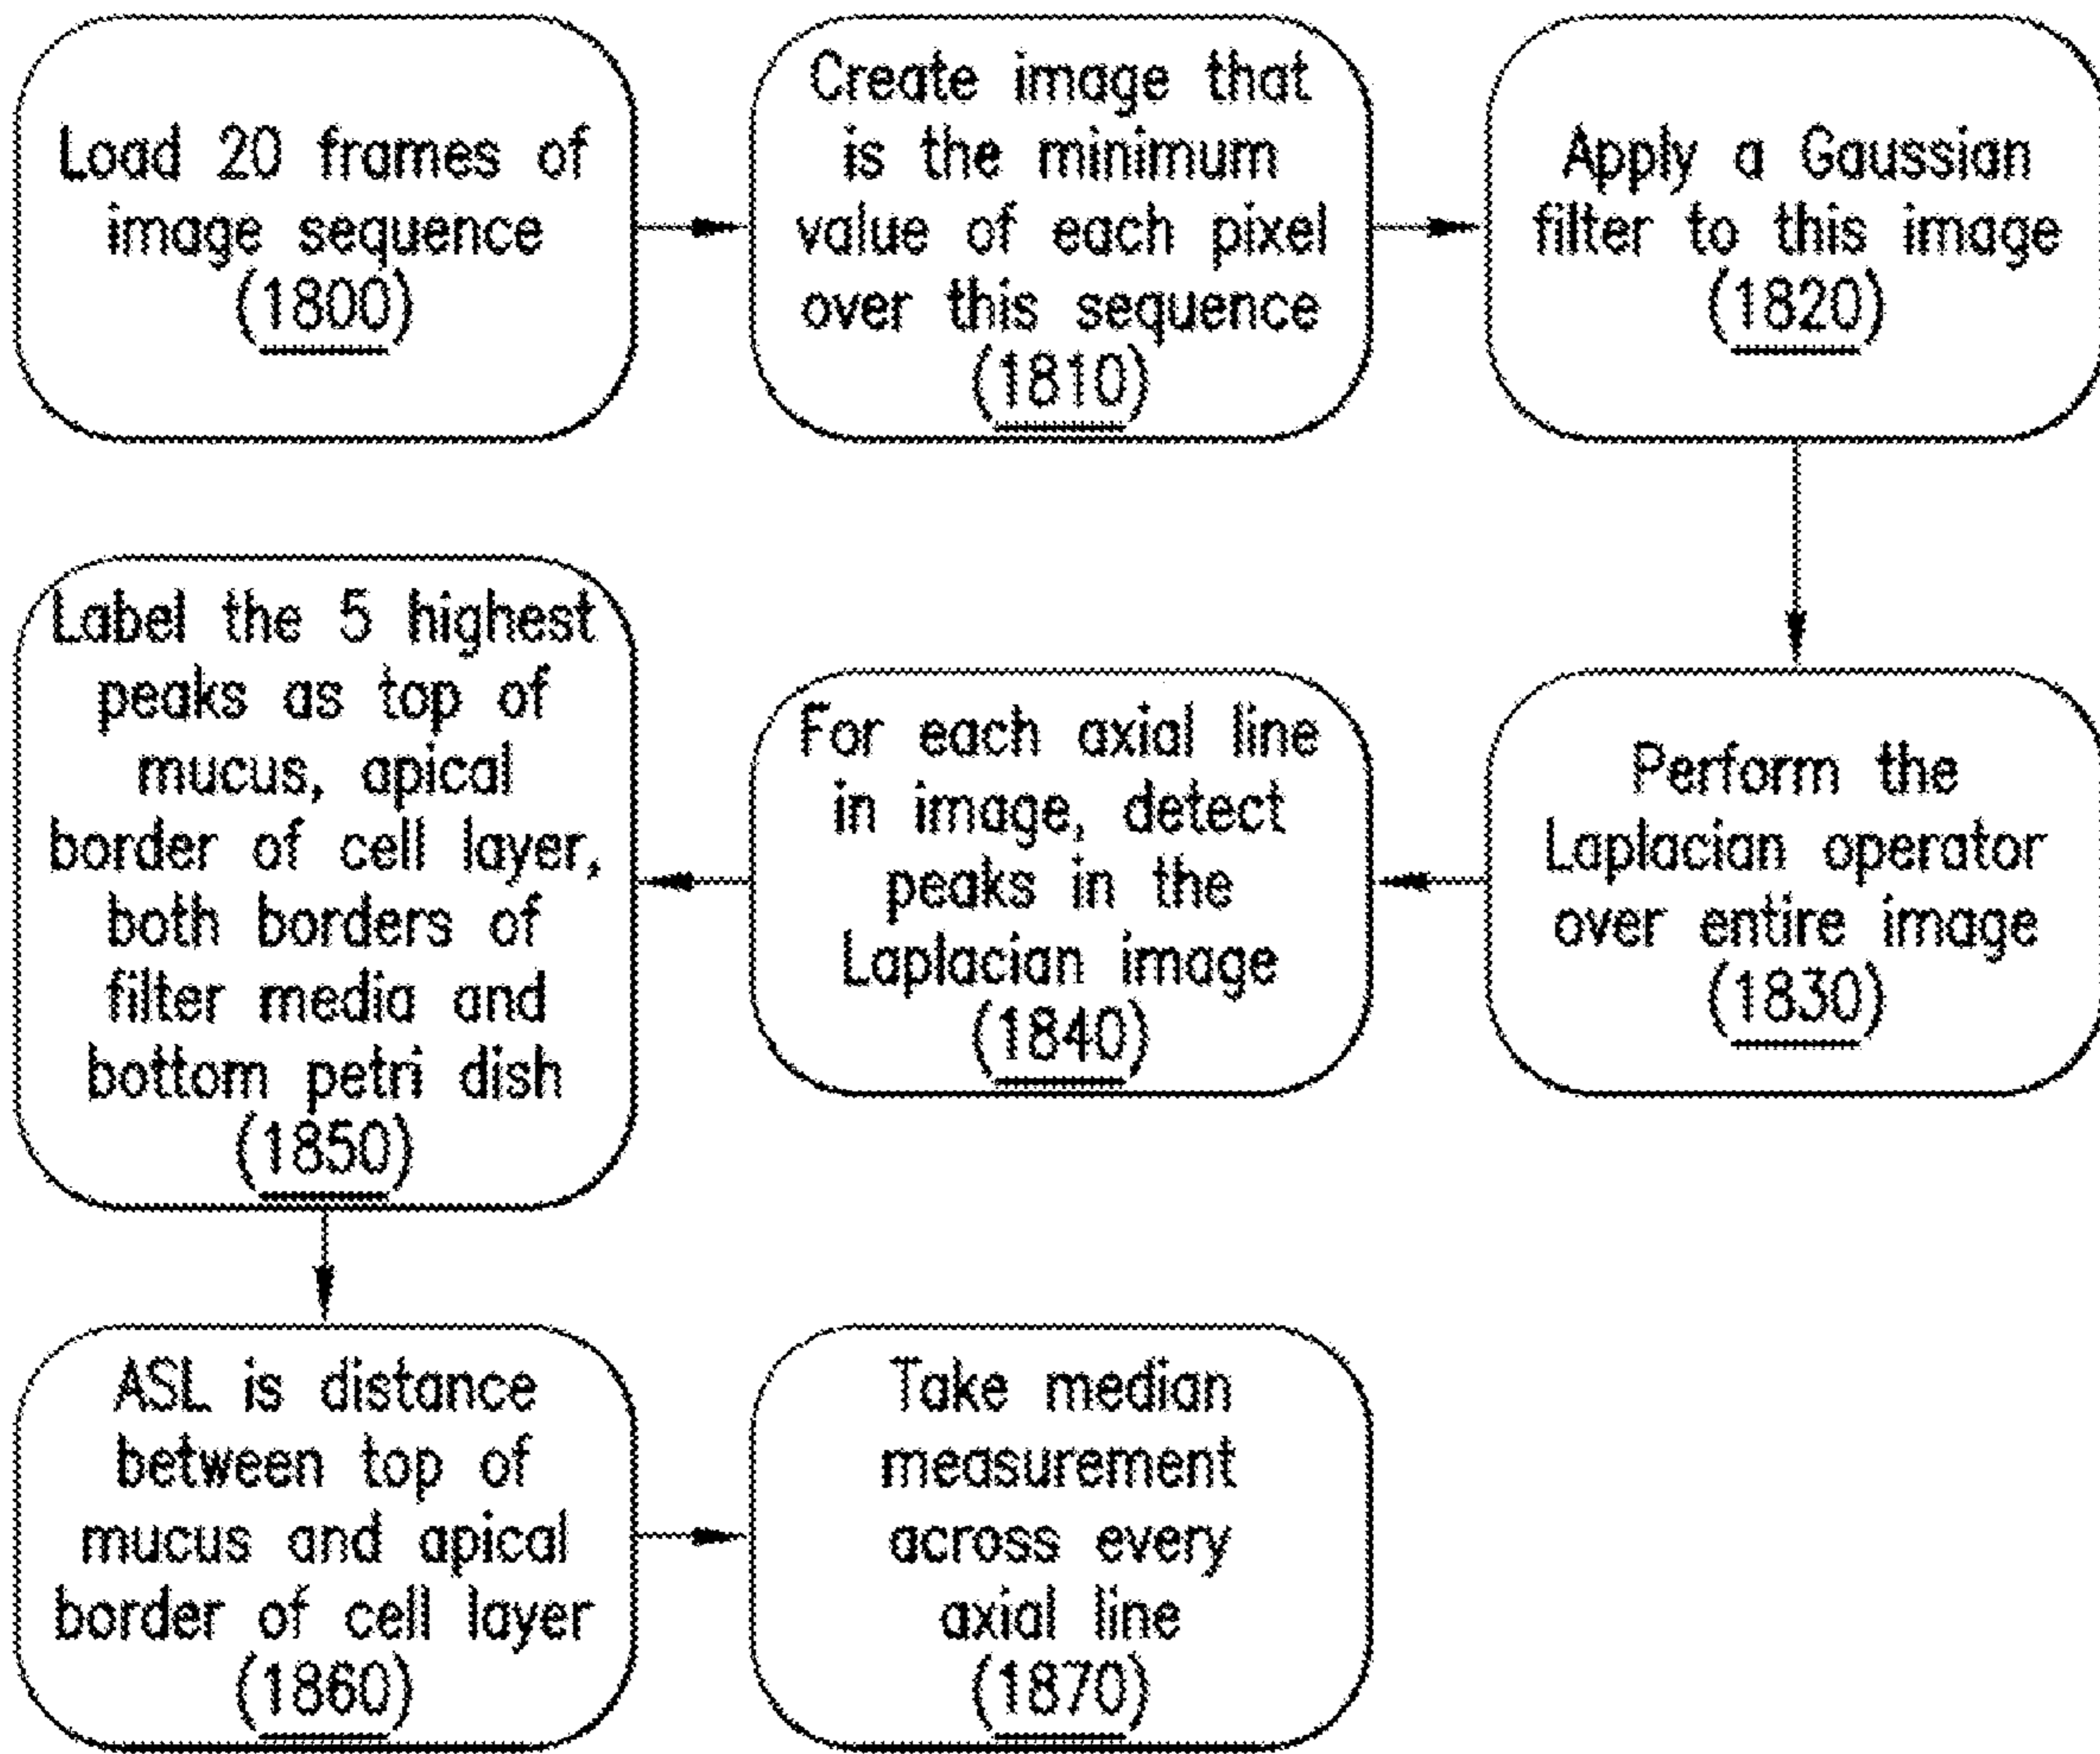 Load 20 frames of
image sequence
(1800)
Create image that
is the minimum
value of each pixel
over this sequence
(1810)
Apply a Gaussian
filter to this image
(1820)
Perform the
Laplacian operator
over entire image
(1830)
For each axial line
in image, detect
peaks in the
Laplacian image
(1840)
Label the 5 highest
peaks as top of
mucus, apical
border of cell layer,
both borders of
filter media and
bottom petri dish
(1850)
ASL is distance
between top of
mucus and apical
border of cell layer
(1860)
Take median
measurement
across every
axial line
(1870)